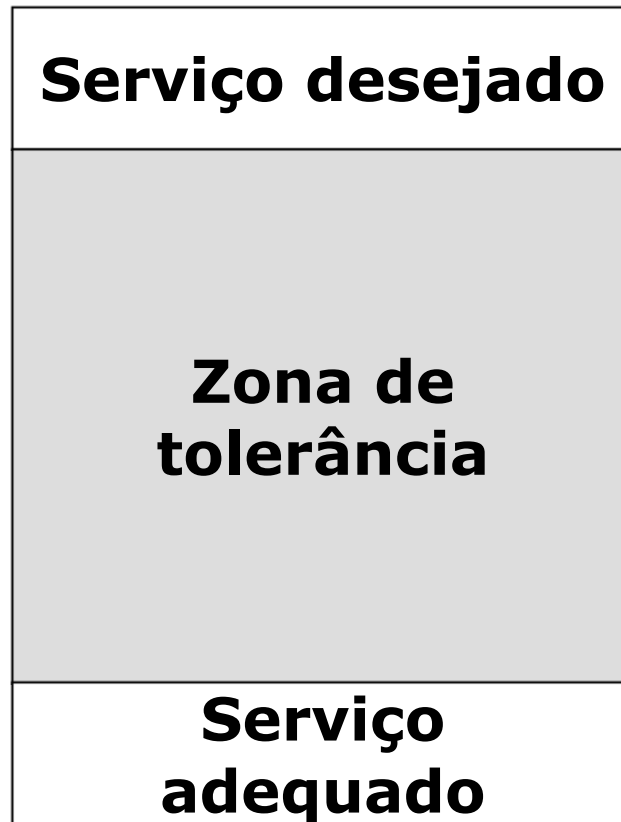 Serviço desejado
Zona de
tolerância
Serviço
adequado